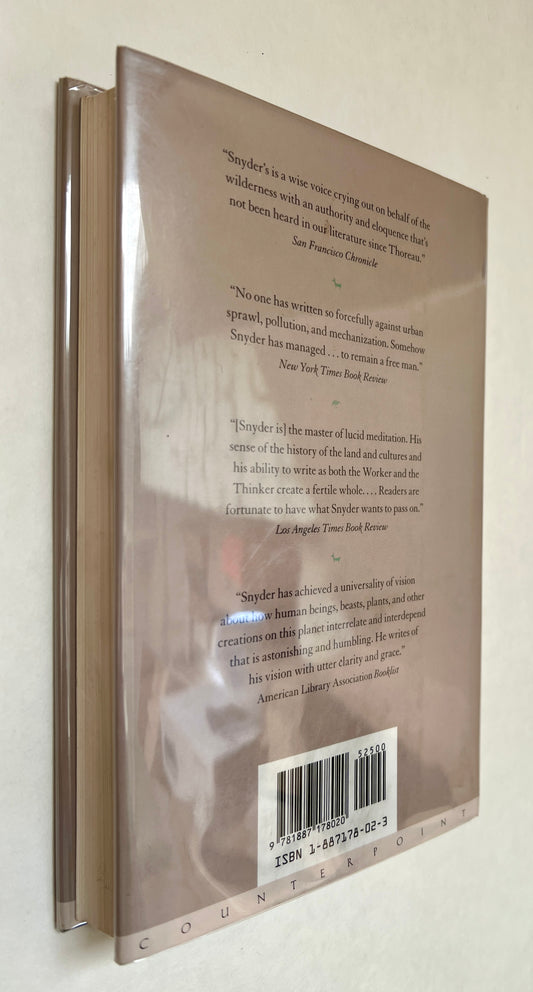 “Snyder's is a wise voice crying out on behalf of the
wilderness with an authority and eloquence that's
not been heard in our literature since Thoreau.”
San Francisco Chronicle
“No one has written so forcefully against urban
sprawl, pollution, and mechanization. Somehow
Snyder has managed . . . to remain a free man.”
New York Times Book Review
“[Snyder is] the master of lucid meditation. His
sense of the history of the land and cultures and
his ability to write as both the Worker and the
Thinker create a fertile whole. . . . Readers are
fortunate to have what Snyder wants to pass on.”
Los Angeles Times Book Review
“Snyder has achieved a universality of vision
about how human beings, beasts, plants, and other
creations on this planet interrelate and interdepend
that is astonishing and humbling. He writes of
his vision with utter clarity and grace.”
American Library Association Booklist
52500
9 781887 178020
ISBN 1-887178-02-3
COUNTERPOINT